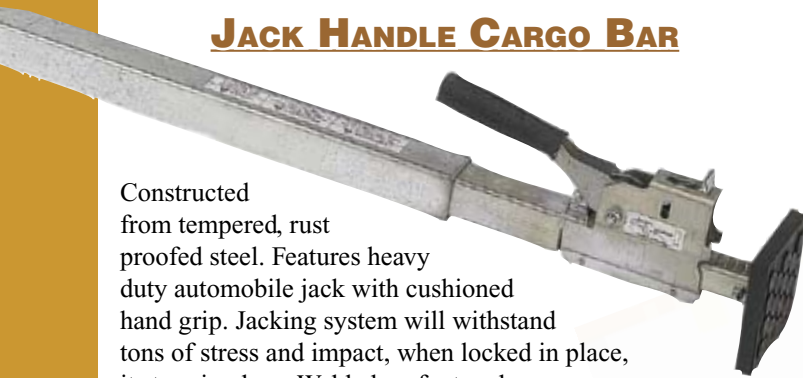 JACK HANDLE CARGO BAR
Constructed
from tempered, rust
proofed steel. Features heavy
duty automobile jack with cushioned
hand grip. Jacking system will withstand
tons of stress and impact, when locked in place,